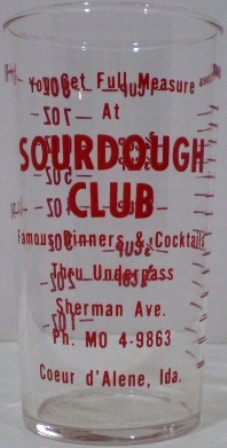 You Get Full Measure
At
SOURDOUGH
CLUB
Famous Dinners & Cocktails
Thru Underpass
Sherman Ave.
Ph. MO 4-9863
Coeur d'Alene, Ida.